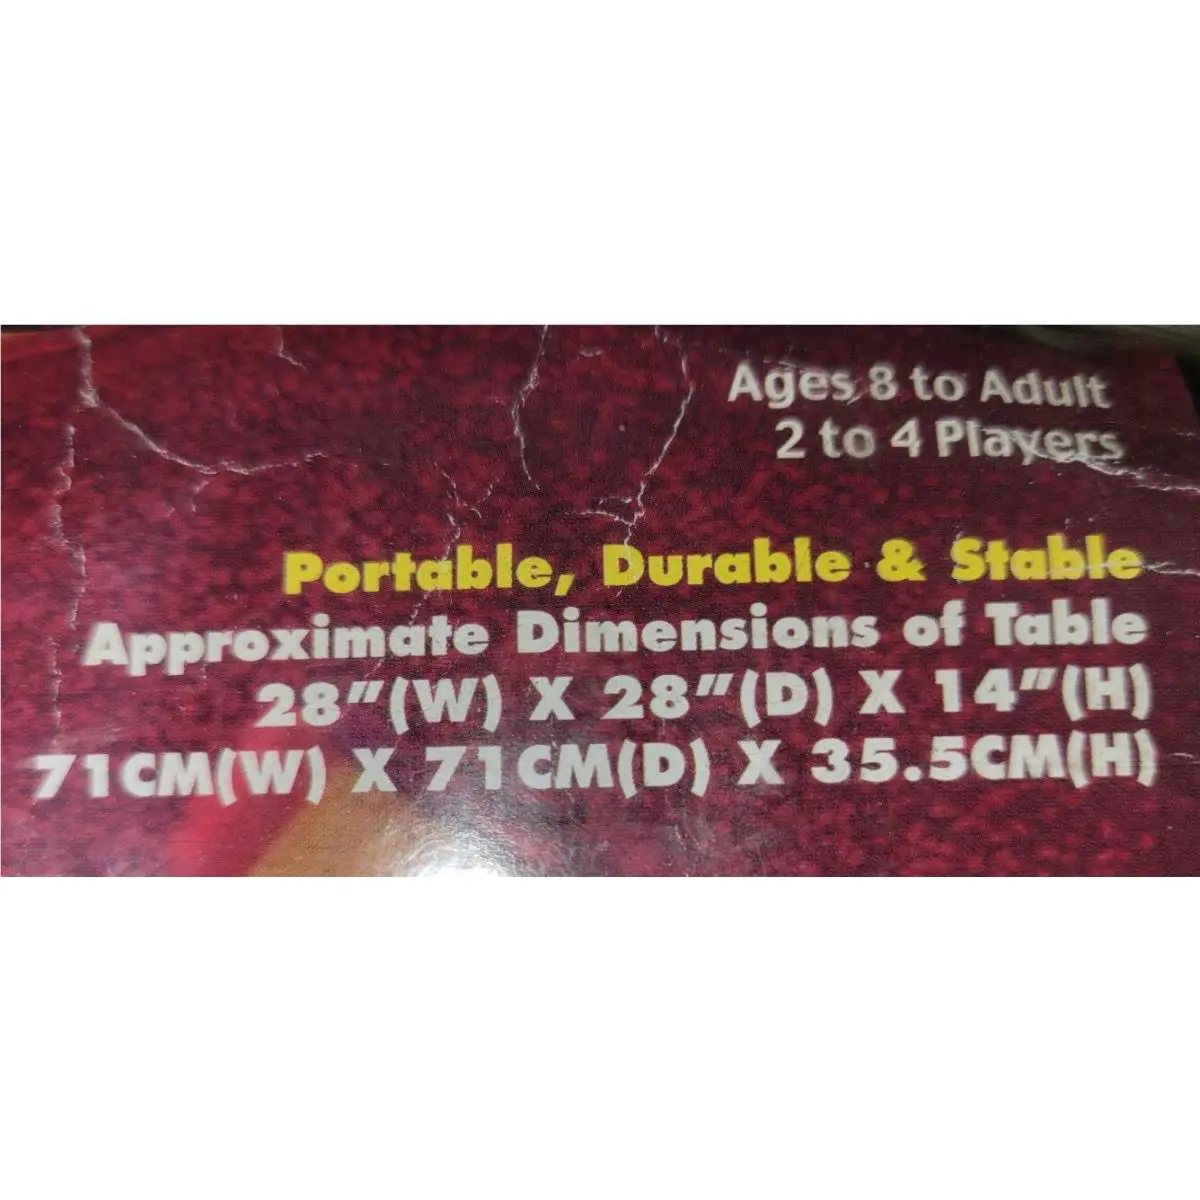 Ages 8 to Adult
2 to 4 Players
Portable, Durable & Stable
Approximate Dimensions of Table
28"(W) X 28"(D) X 14"(H)
71CM(W) X 71CM(D) X 35.5CM(H)